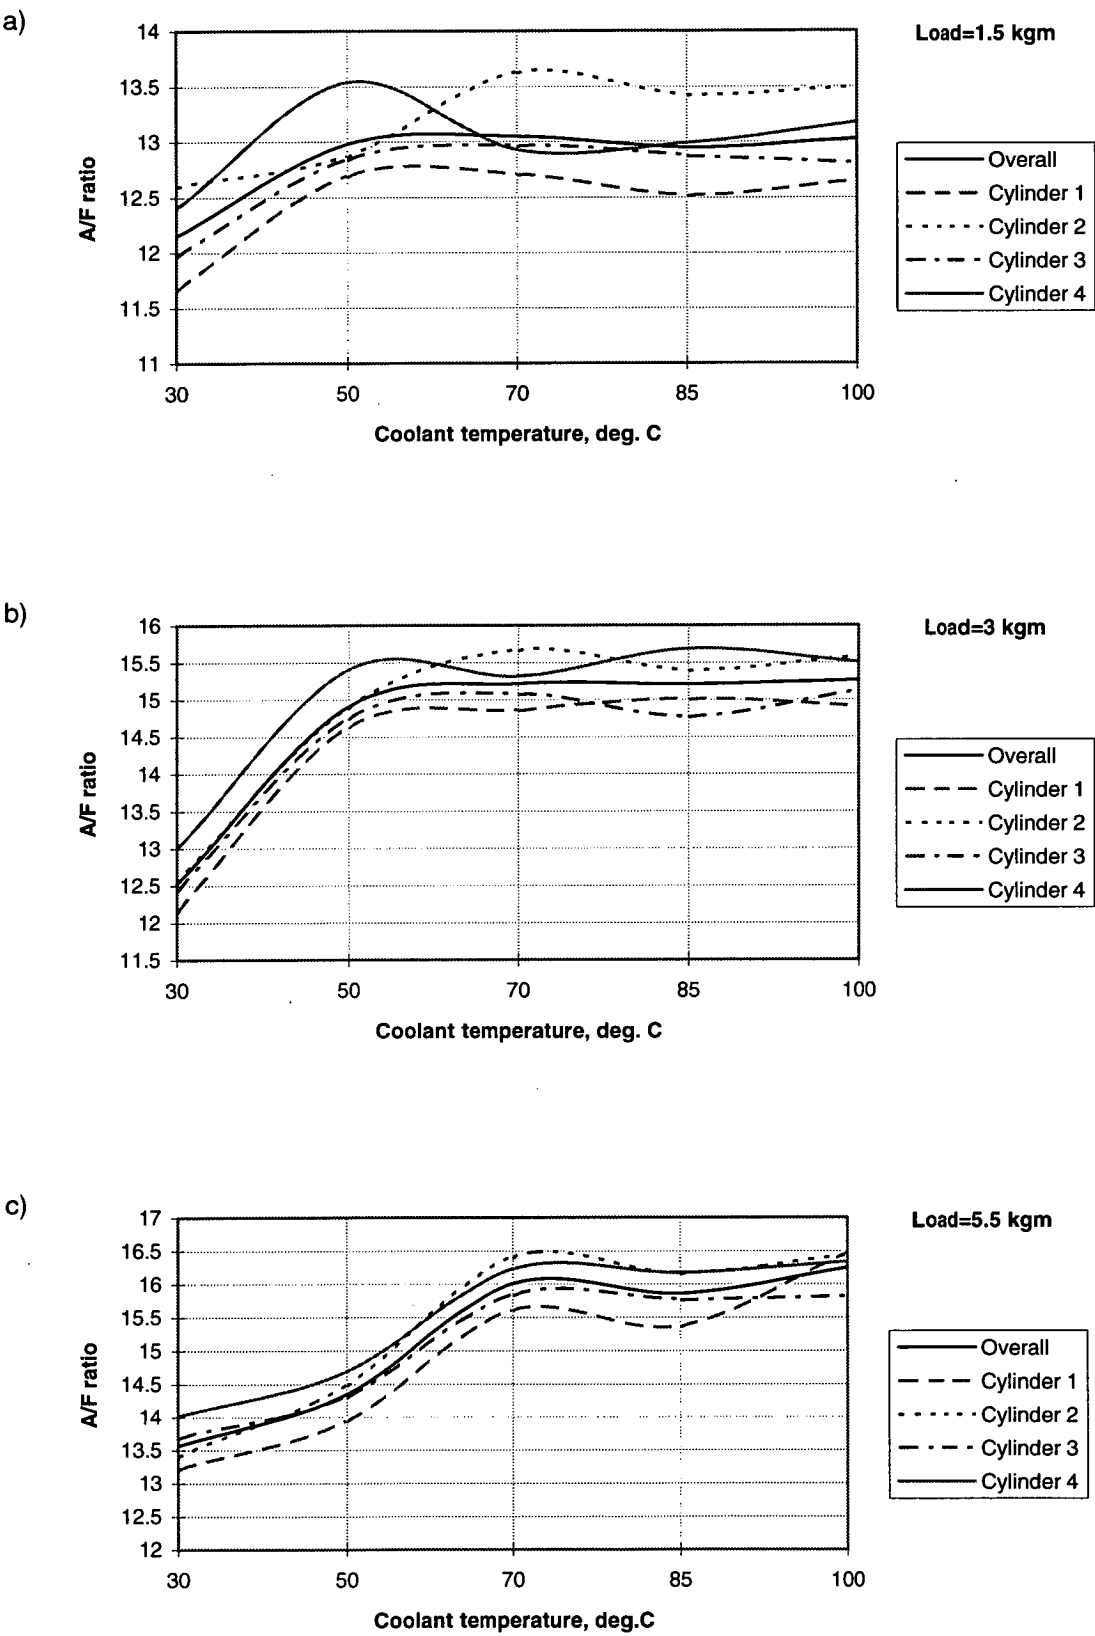 a)
Load=1.5 kgm
14
13.5
13
12.5
12
11.5
11
A/F ratio
30 50 70 85 100
Coolant temperature, deg. C
Overall
Cylinder 1
Cylinder 2
Cylinder 3
Cylinder 4
b)
Load=3 kgm
16
15.5
15
14.5
14
13.5
13
12.5
12
11.5
A/F ratio
30 50 70 85 100
Coolant temperature, deg. C
Overall
Cylinder 1
Cylinder 2
Cylinder 3
Cylinder 4
c)
Load=5.5 kgm
17
16.5
16
15.5
15
14.5
14
13.5
13
12.5
12
A/F ratio
30 50 70 85 100
Coolant temperature, deg.C
Overall
Cylinder 1
Cylinder 2
Cylinder 3
Cylinder 4